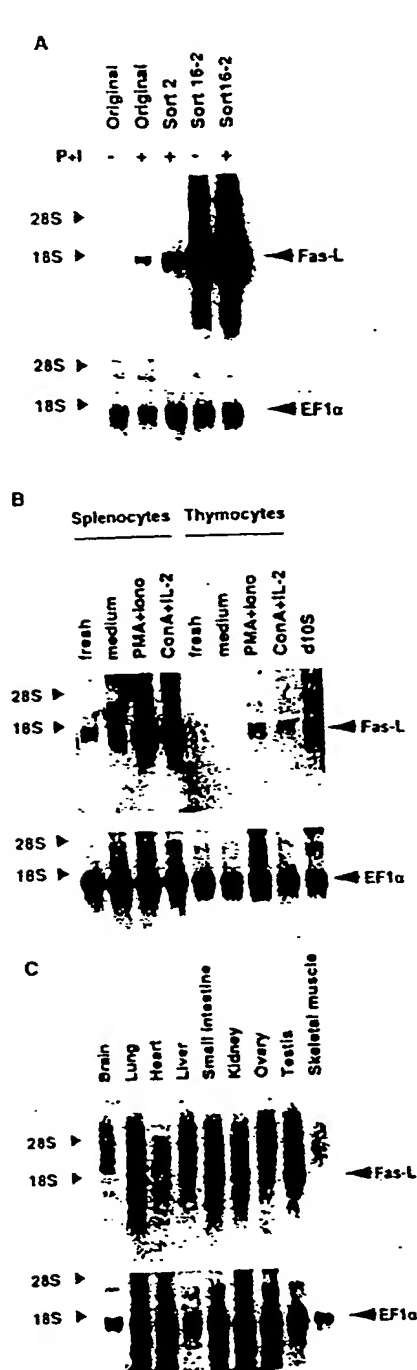 A
Original Original Sort 2 Sort 16-2 Sort16-2
P+I - + + - +
28S
18S Fas-L
28S
18S EF1α
B
Splenocytes Thymocytes
fresh medium PMA+Iono ConA+IL-2 fresh medium PMA+Iono ConA+IL-2 d10S
28S
18S Fas-L
28S
18S EF1α
C
Brain Lung Heart Liver Small intestine Kidney Ovary Testis Skeletal muscle
28S
18S Fas-L
28S
18S EF1α